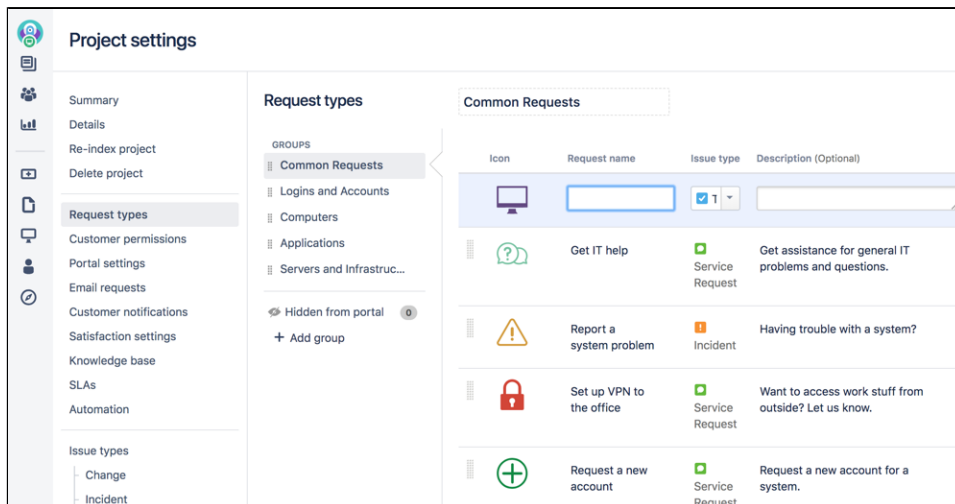 Project settings
Summary
Details
Re-index project
Delete project
Request types
Customer permissions
Portal settings
Email requests
Customer notifications
Satisfaction settings
Knowledge base
SLAs
Automation
Issue types
Change
Incident
Request types
GROUPS
Common Requests
Logins and Accounts
Computers
Applications
Servers and Infrastruc...
Hidden from portal 0
+ Add group
Common Requests
Icon Request name Issue type Description (Optional)
Get IT help
Service
Request
Get assistance for general IT
problems and questions.
Report a
system problem
Incident
Having trouble with a system?
Set up VPN to
the office
Service
Request
Want to access work stuff from
outside? Let us know.
Request a new
account
Service
Request
Request a new account for a
system.